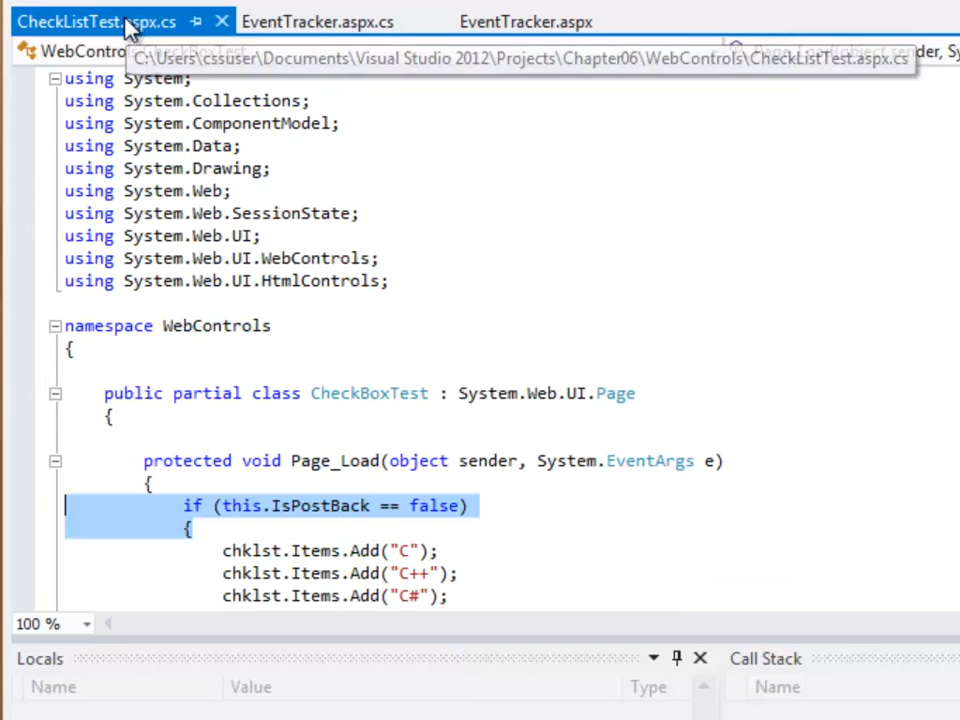 CheckListTest.aspx.cs EventTracker.aspx.cs EventTracker.aspx
WebContro
C:\Users\cssuser\Documents\Visual Studio 2012\Projects\Chapter06\WebControls\CheckListTest.aspx.cs
using System;
using System.Collections;
using System.ComponentModel;
using System.Data;
using System.Drawing;
using System.Web;
using System.Web.SessionState;
using System.Web.UI;
using System.Web.UI.WebControls;
using System.Web.UI.HtmlControls;
namespace WebControls
{
public partial class CheckBoxTest : System.Web.UI.Page
{
protected void Page_Load(object sender, System.EventArgs e)
{
if (this.IsPostBack == false)
{
chklst.Items.Add("C");
chklst.Items.Add("C++");
chklst.Items.Add("C#");
100 %
Locals Call Stack
Name Value Type Name